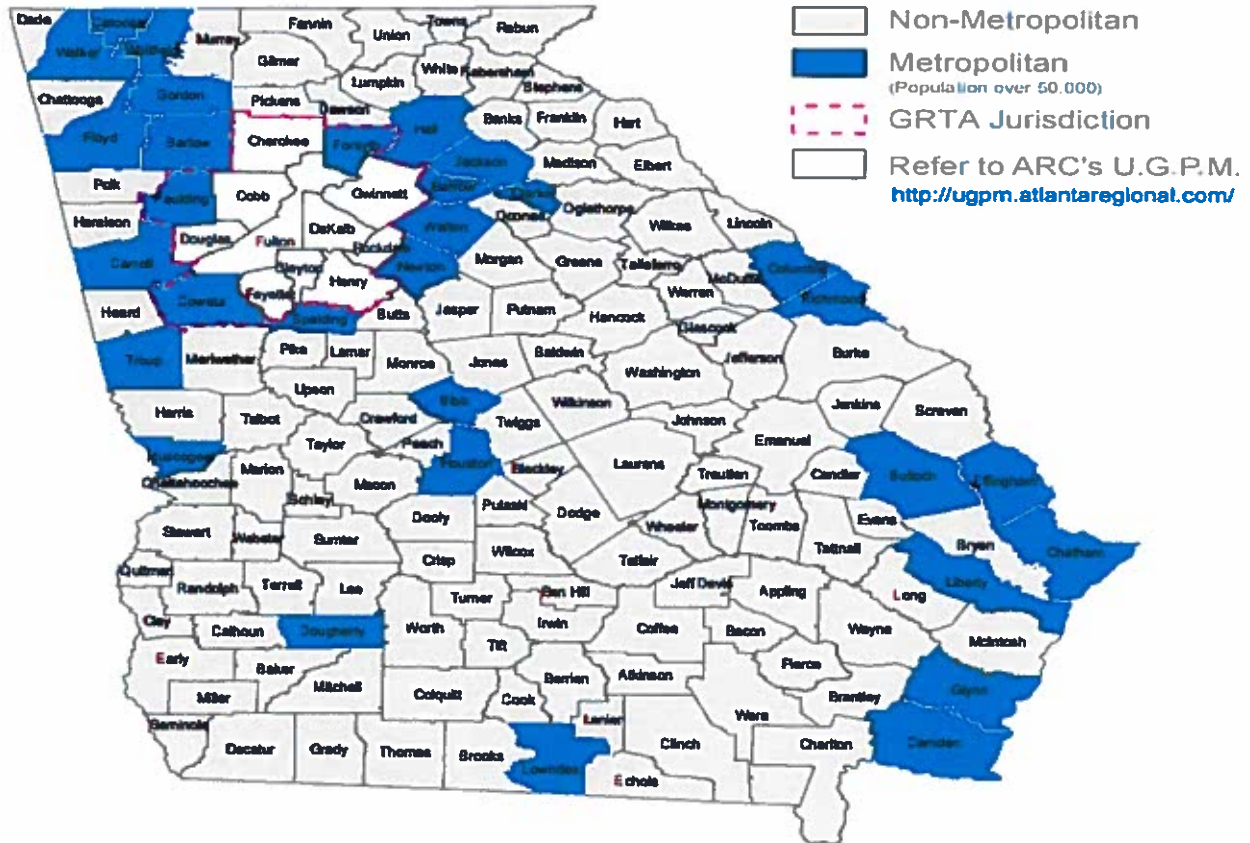 Non-Metropolitan
Metropolitan
(Population over 50,000)
GRTA Jurisdiction
Refer to ARC's U.G.P.M.
http://ugpm.atlantaregional.com/
Dade
Catoosa
Walker
Whitfield
Murray
Fannin
Union
Towns
Rabun
Gilmer
Lumpkin
White
Habersham
Stephens
Chattooga
Gordon
Pickens
Dawson
Hall
Banks
Franklin
Hart
Floyd
Bartow
Cherokee
Forsyth
Jackson
Madison
Elbert
Polk
Paulding
Cobb
Gwinnett
Barrow
Clarke
Oconee
Oglethorpe
Wilkes
Lincoln
Haralson
Douglas
Fulton
DeKalb
Rockdale
Walton
Morgan
Greene
Taliaferro
McDuffie
Columbia
Carroll
Clayton
Henry
Newton
Warren
Richmond
Heard
Coweta
Fayette
Spalding
Butts
Jasper
Putnam
Hancock
Glascock
Troup
Meriwether
Pike
Lamar
Monroe
Jones
Baldwin
Washington
Jefferson
Burke
Upson
Bibb
Wilkinson
Jenkins
Screven
Harris
Talbot
Crawford
Twiggs
Johnson
Emanuel
Taylor
Peach
Muscogee
Houston
Bleckley
Laurens
Treutlen
Candler
Bulloch
Effingham
Chattahoochee
Marion
Macon
Schley
Pulaski
Dodge
Montgomery
Stewart
Webster
Sumter
Dooly
Wheeler
Toombs
Evans
Tattnall
Bryan
Chatham
Crisp
Wilcox
Telfair
Quitman
Randolph
Terrell
Lee
Turner
Ben Hill
Jeff Davis
Appling
Long
Liberty
Clay
Calhoun
Dougherty
Worth
Irwin
Coffee
Bacon
Wayne
McIntosh
Early
Baker
Tift
Pierce
Miller
Mitchell
Colquitt
Cook
Berrien
Atkinson
Brantley
Glynn
Seminole
Lanier
Ware
Decatur
Grady
Thomas
Brooks
Lowndes
Clinch
Charlton
Camden
Echols